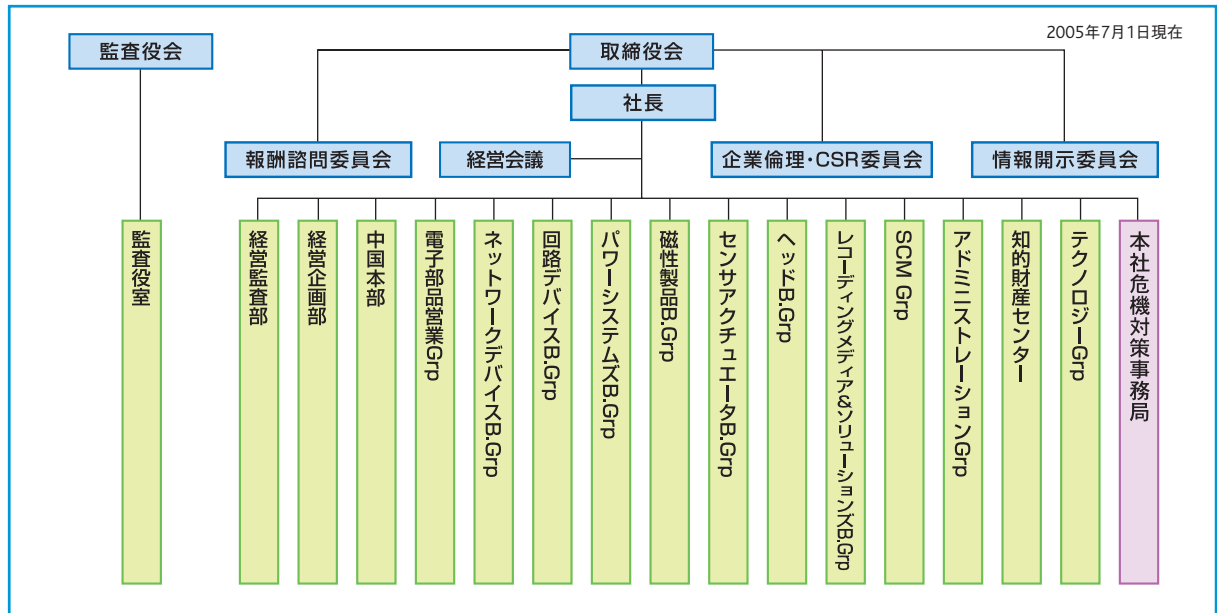 2005年7月1日現在
監査役会
取締役会
社長
報酬諮問委員会
経営会議
企業倫理・CSR委員会
情報開示委員会
監査役室
経営監査部
経営企画部
中国本部
電子部品営業Grp
ネットワークデバイスB.Grp
回路デバイスB.Grp
パワーシステムズB.Grp
磁性製品B.Grp
センサアクチュエータB.Grp
ヘッドB.Grp
レコーディングメディア&ソリューションズB.Grp
SCM Grp
アドミニストレーションGrp
知的財産センター
テクノロジーGrp
本社危機対策事務局